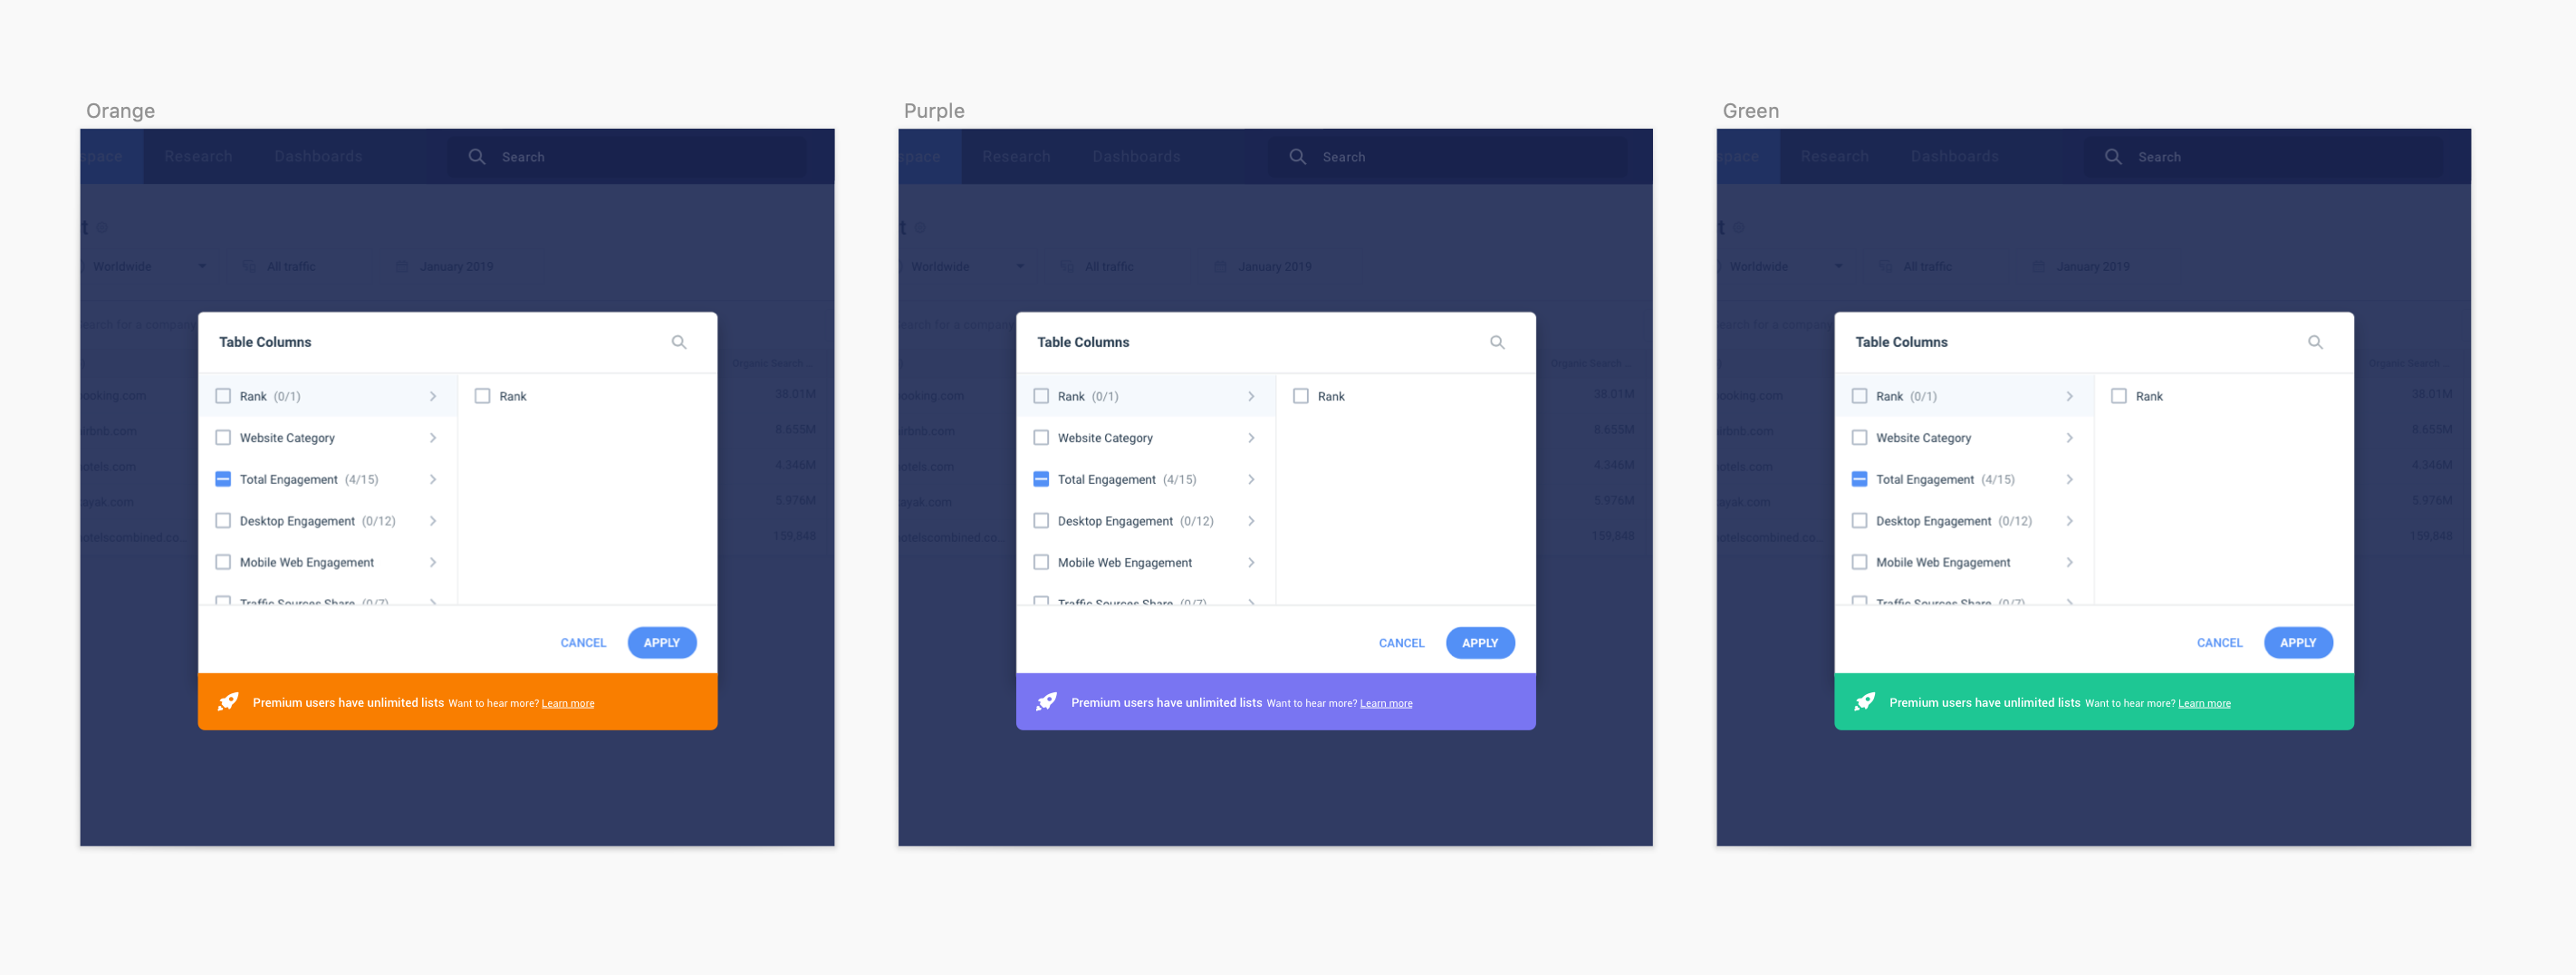 Orange
space Research Dashboards Search
t
Worldwide All traffic January 2019
search for a company
Organic Search ...
ooking.com 38.01M
irbnb.com 8.655M
otels.com 4.346M
ayak.com 5.976M
otelscombined.co... 159,848
Table Columns
Rank (0/1)
Website Category
Total Engagement (4/15)
Desktop Engagement (0/12)
Mobile Web Engagement
Traffic Sources Share (0/7)
Rank
CANCEL APPLY
Premium users have unlimited lists Want to hear more? Learn more
Purple
space Research Dashboards Search
t
Worldwide All traffic January 2019
search for a company
Organic Search ...
ooking.com 38.01M
irbnb.com 8.655M
otels.com 4.346M
ayak.com 5.976M
otelscombined.co... 159,848
Table Columns
Rank (0/1)
Website Category
Total Engagement (4/15)
Desktop Engagement (0/12)
Mobile Web Engagement
Traffic Sources Share (0/7)
Rank
CANCEL APPLY
Premium users have unlimited lists Want to hear more? Learn more
Green
space Research Dashboards Search
t
Worldwide All traffic January 2019
search for a company
Organic Search ...
ooking.com 38.01M
irbnb.com 8.655M
otels.com 4.346M
ayak.com 5.976M
otelscombined.co... 159,848
Table Columns
Rank (0/1)
Website Category
Total Engagement (4/15)
Desktop Engagement (0/12)
Mobile Web Engagement
Traffic Sources Share (0/7)
Rank
CANCEL APPLY
Premium users have unlimited lists Want to hear more? Learn more